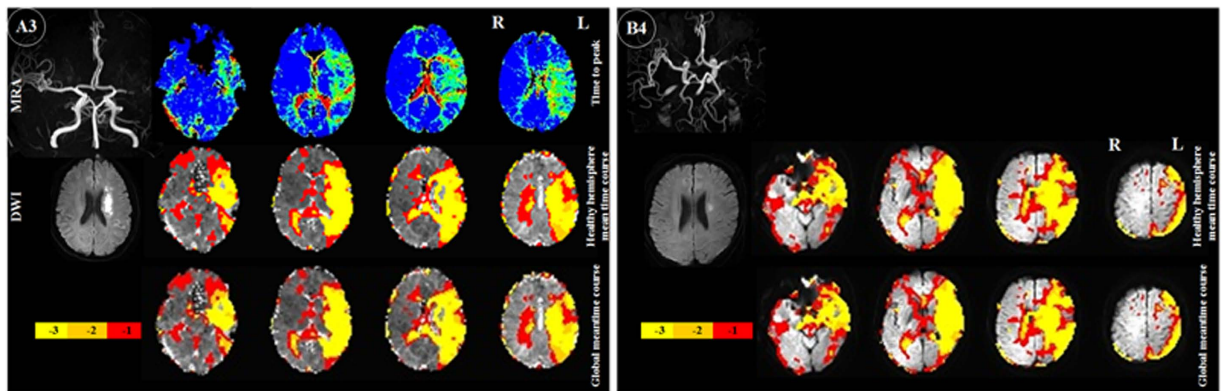 A3
R L
MRA
Time to peak
DWI
Healthy hemisphere
mean time course
-3 -2 -1
Global meantime course
B4
R L
Healthy hemisphere
mean time course
-3 -2 -1
Global meantime course